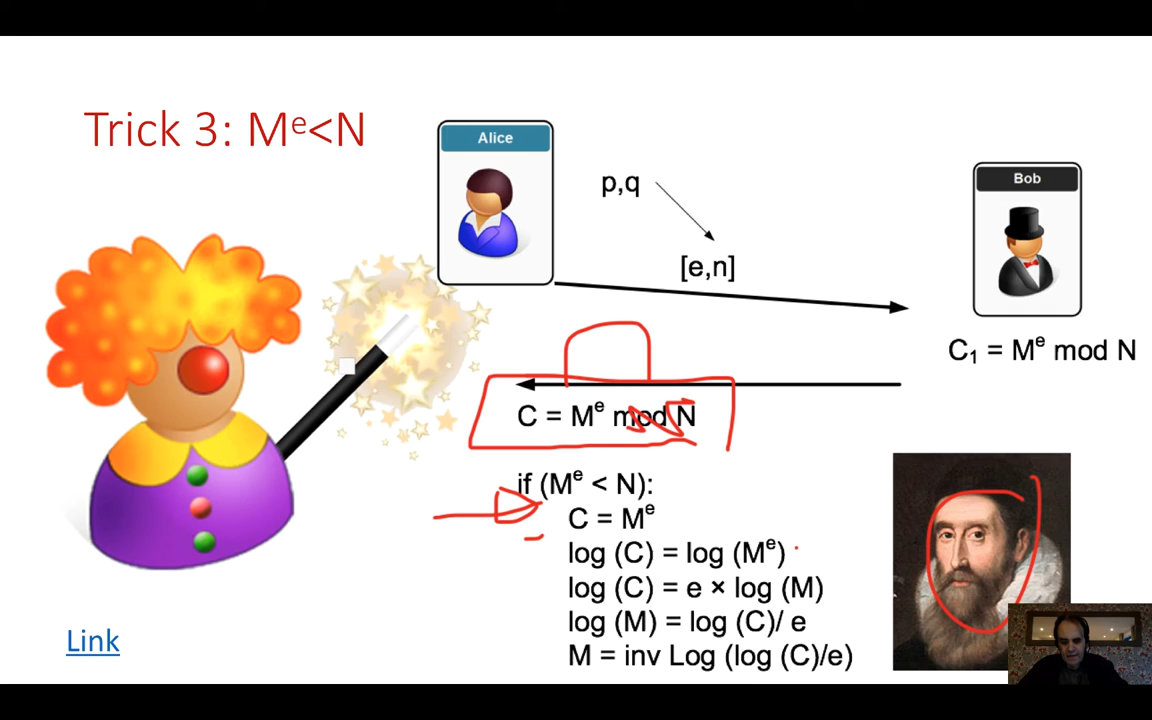 Trick 3: Mᵉ<N
Alice
p,q
[e,n]
Bob
C₁ = Mᵉ mod N
C = Mᵉ mod N
if (Mᵉ < N):
C = Mᵉ
log (C) = log (Mᵉ)
log (C) = e × log (M)
log (M) = log (C)/ e
M = inv Log (log (C)/e)
Link